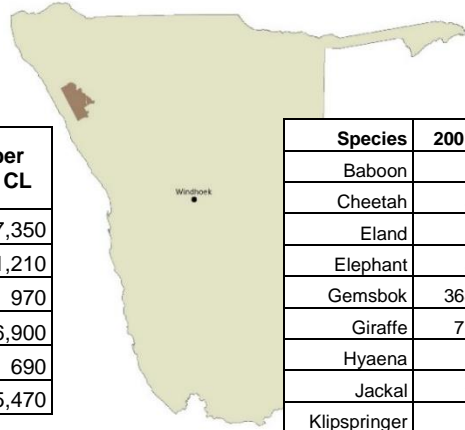 per
CL
7,350
1,210
970
6,900
690
5,470
Windhoek
Species 200
Baboon
Cheetah
Eland
Elephant
Gemsbok 36
Giraffe 7
Hyaena
Jackal
Klipspringer